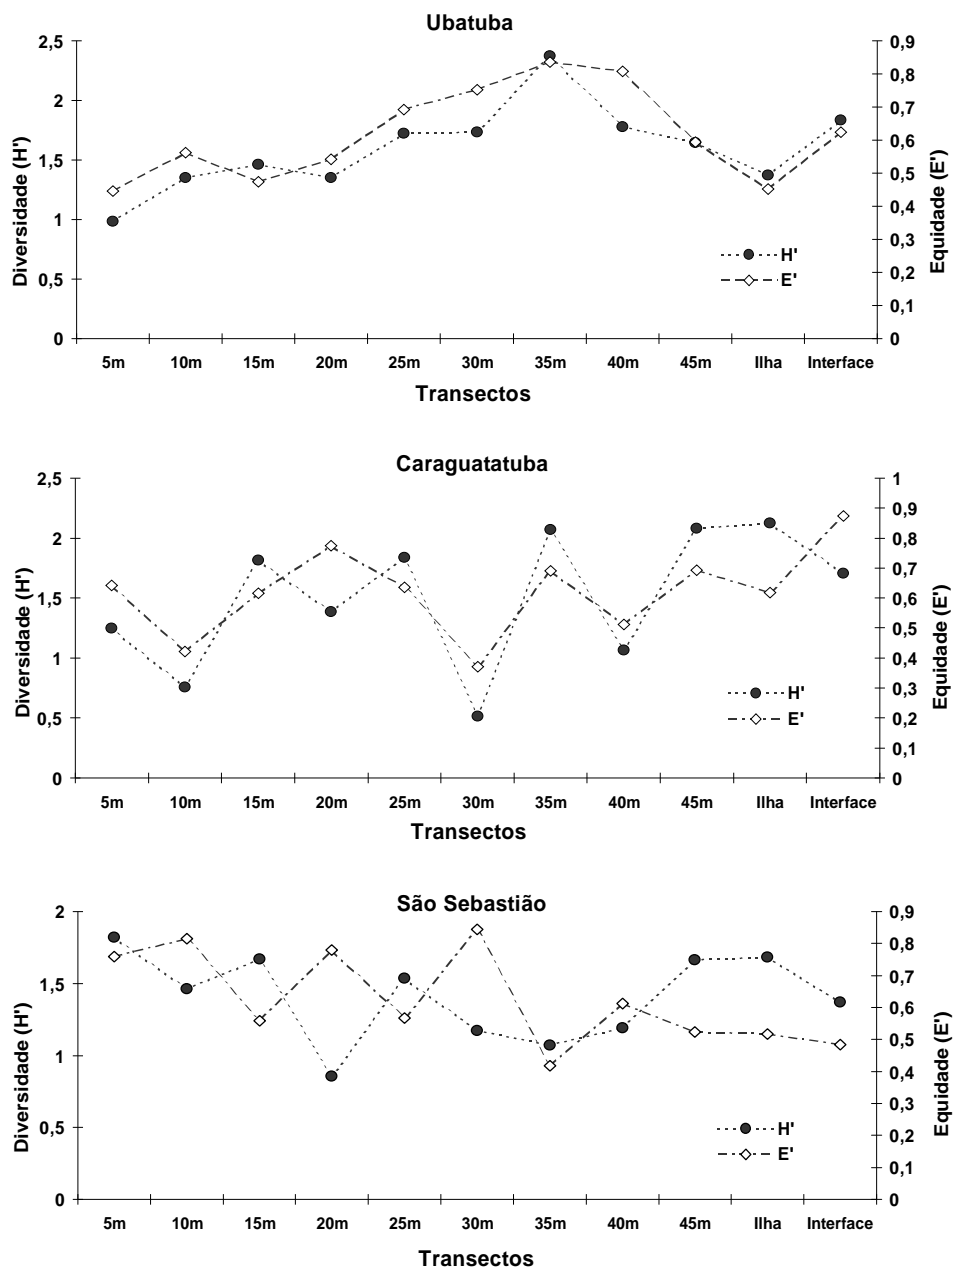 Ubatuba
2,5
2
1,5
1
0,5
0
Diversidade (H')
0,9
0,8
0,7
0,6
0,5
0,4
0,3
0,2
0,1
0
Equidade (E')
H'
E'
5m 10m 15m 20m 25m 30m 35m 40m 45m Ilha Interface
Transectos
Caraguatatuba
2,5
2
1,5
1
0,5
0
Diversidade (H')
1
0,9
0,8
0,7
0,6
0,5
0,4
0,3
0,2
0,1
0
Equidade (E')
H'
E'
5m 10m 15m 20m 25m 30m 35m 40m 45m Ilha Interface
Transectos
São Sebastião
2
1,5
1
0,5
0
Diversidade (H')
0,9
0,8
0,7
0,6
0,5
0,4
0,3
0,2
0,1
0
Equidade (E')
H'
E'
5m 10m 15m 20m 25m 30m 35m 40m 45m Ilha Interface
Transectos